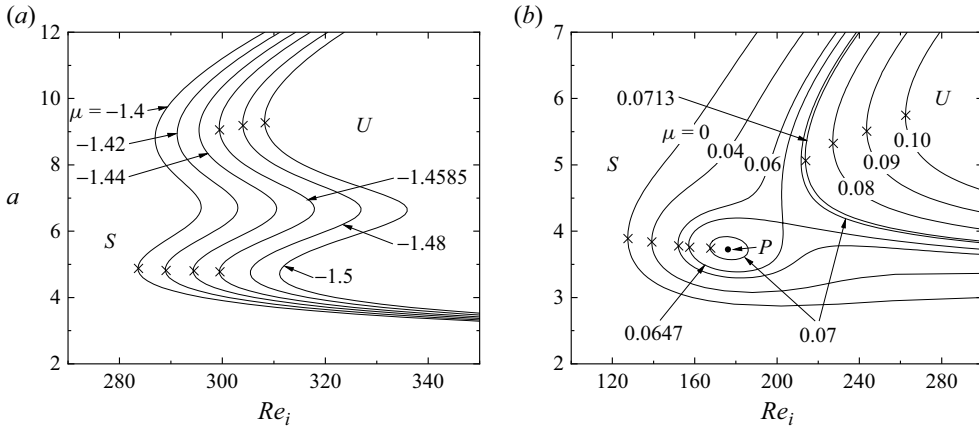 (a)
12
10
8
6
4
2
a
μ = –1.4
–1.42
–1.44
S
U
–1.4585
–1.48
–1.5
280
300
320
340
Re_i
(b)
7
6
5
4
3
2
0.0713
μ = 0
0.04
0.06
0.08
0.09
0.10
U
S
P
0.0647
0.07
120
160
200
240
280
Re_i